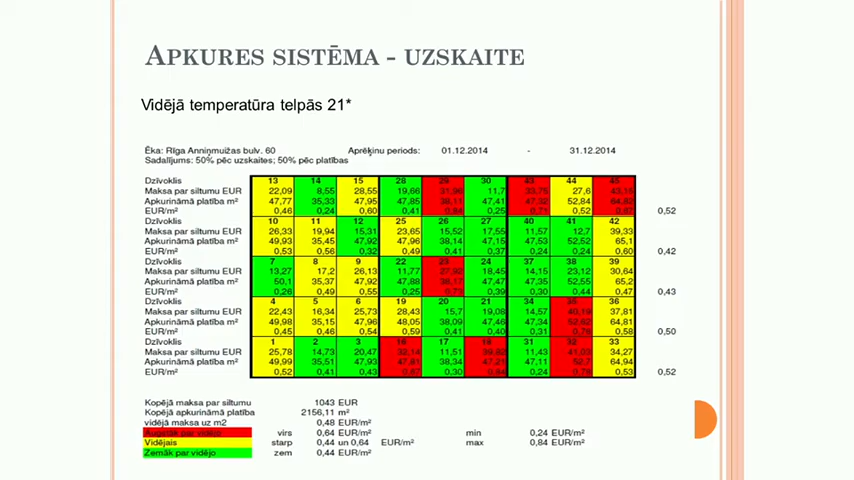 APKURES SISTĒMA - UZSKAITE
Vidējā temperatūra telpās 21*
Ēka: Rīga Anniņmuižas bulv. 60 Aprēķinu periods: 01.12.2014 - 31.12.2014
Sadalījums: 50% pēc uzskaites; 50% pēc platības
Dzīvoklis 13 14 15 28 29 30 43 44 45
Maksa par siltumu EUR 22,09 8,55 28,55 19,66 31,96 11,7 33,75 27,6 43,15
Apkurināmā platība m² 47,77 35,33 47,95 47,85 38,11 47,41 47,32 52,84 64,82
EUR/m² 0,46 0,24 0,60 0,41 0,84 0,25 0,71 0,52 0,67 0,52
Dzīvoklis 10 11 12 25 26 27 40 41 42
Maksa par siltumu EUR 26,33 19,94 15,31 23,65 15,52 17,55 11,57 12,7 39,33
Apkurināmā platība m² 49,93 35,45 47,92 47,96 38,14 47,15 47,53 52,52 65,1
EUR/m² 0,53 0,56 0,32 0,49 0,41 0,37 0,24 0,24 0,60 0,42
Dzīvoklis 7 8 9 22 23 24 37 38 39
Maksa par siltumu EUR 13,27 17,2 26,13 11,77 27,92 18,45 14,15 23,12 30,64
Apkurināmā platība m² 50,1 35,37 47,92 47,88 38,17 47,47 47,35 52,55 65,2
EUR/m² 0,26 0,49 0,55 0,25 0,73 0,39 0,30 0,44 0,47 0,43
Dzīvoklis 4 5 6 19 20 21 34 35 36
Maksa par siltumu EUR 22,43 16,34 25,73 28,43 15,7 19,08 14,57 40,19 37,81
Apkurināmā platība m² 49,98 35,15 47,96 48,05 38,09 47,46 47,34 52,62 64,81
EUR/m² 0,45 0,46 0,54 0,59 0,41 0,40 0,31 0,76 0,58 0,50
Dzīvoklis 1 2 3 16 17 18 31 32 33
Maksa par siltumu EUR 25,78 14,73 20,47 32,14 11,51 39,82 11,43 41,03 34,27
Apkurināmā platība m² 49,99 35,51 47,93 47,81 38,34 47,21 47,11 52,7 64,94
EUR/m² 0,52 0,41 0,43 0,67 0,30 0,84 0,24 0,78 0,53 0,52
Kopējā maksa par siltumu 1043 EUR
Kopējā apkurināmā platība 2156,11 m²
vidējā maksa uz m2 0,48 EUR/m²
Augstāk par vidējo virs 0,64 EUR/m² min 0,24 EUR/m²
Vidējais starp 0,44 un 0,64 EUR/m² max 0,84 EUR/m²
Zemāk par vidējo zem 0,44 EUR/m²